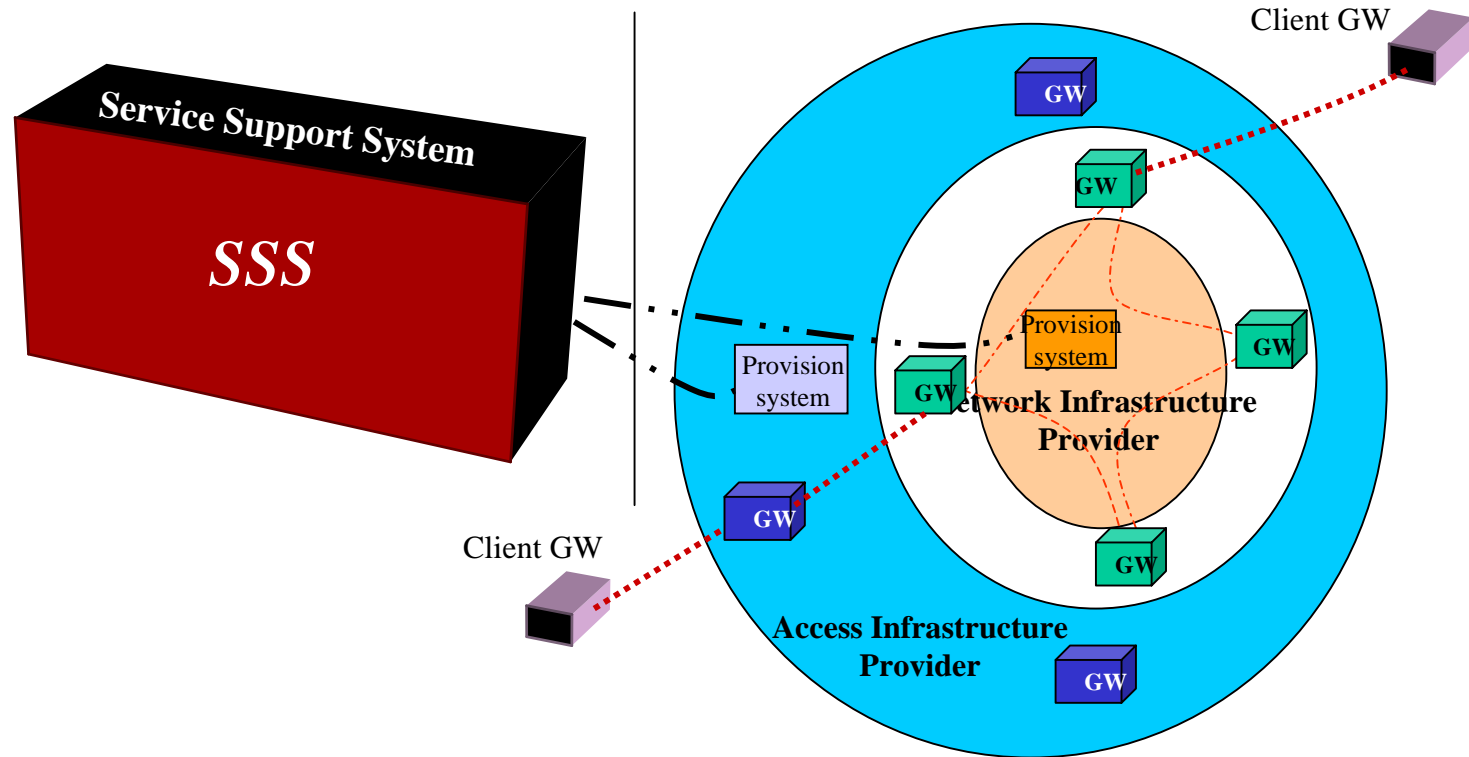 Client GW
Service Support System
SSS
GW
GW
Provision
system
GW
Provision
system
GW
etwork Infrastructure
Provider
GW
Client GW
GW
Access Infrastructure
Provider
GW